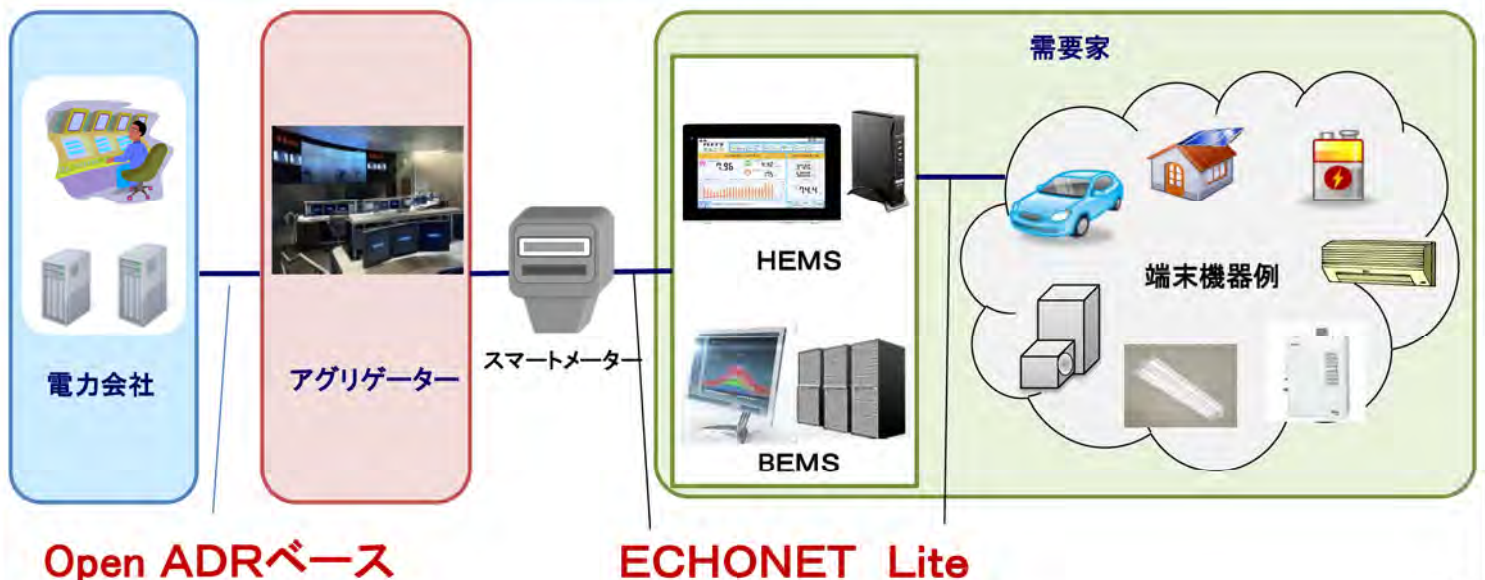 需要家
電力会社
アグリゲーター
スマートメーター
HEMS
BEMS
端末機器例
Open ADRベース
ECHONET Lite